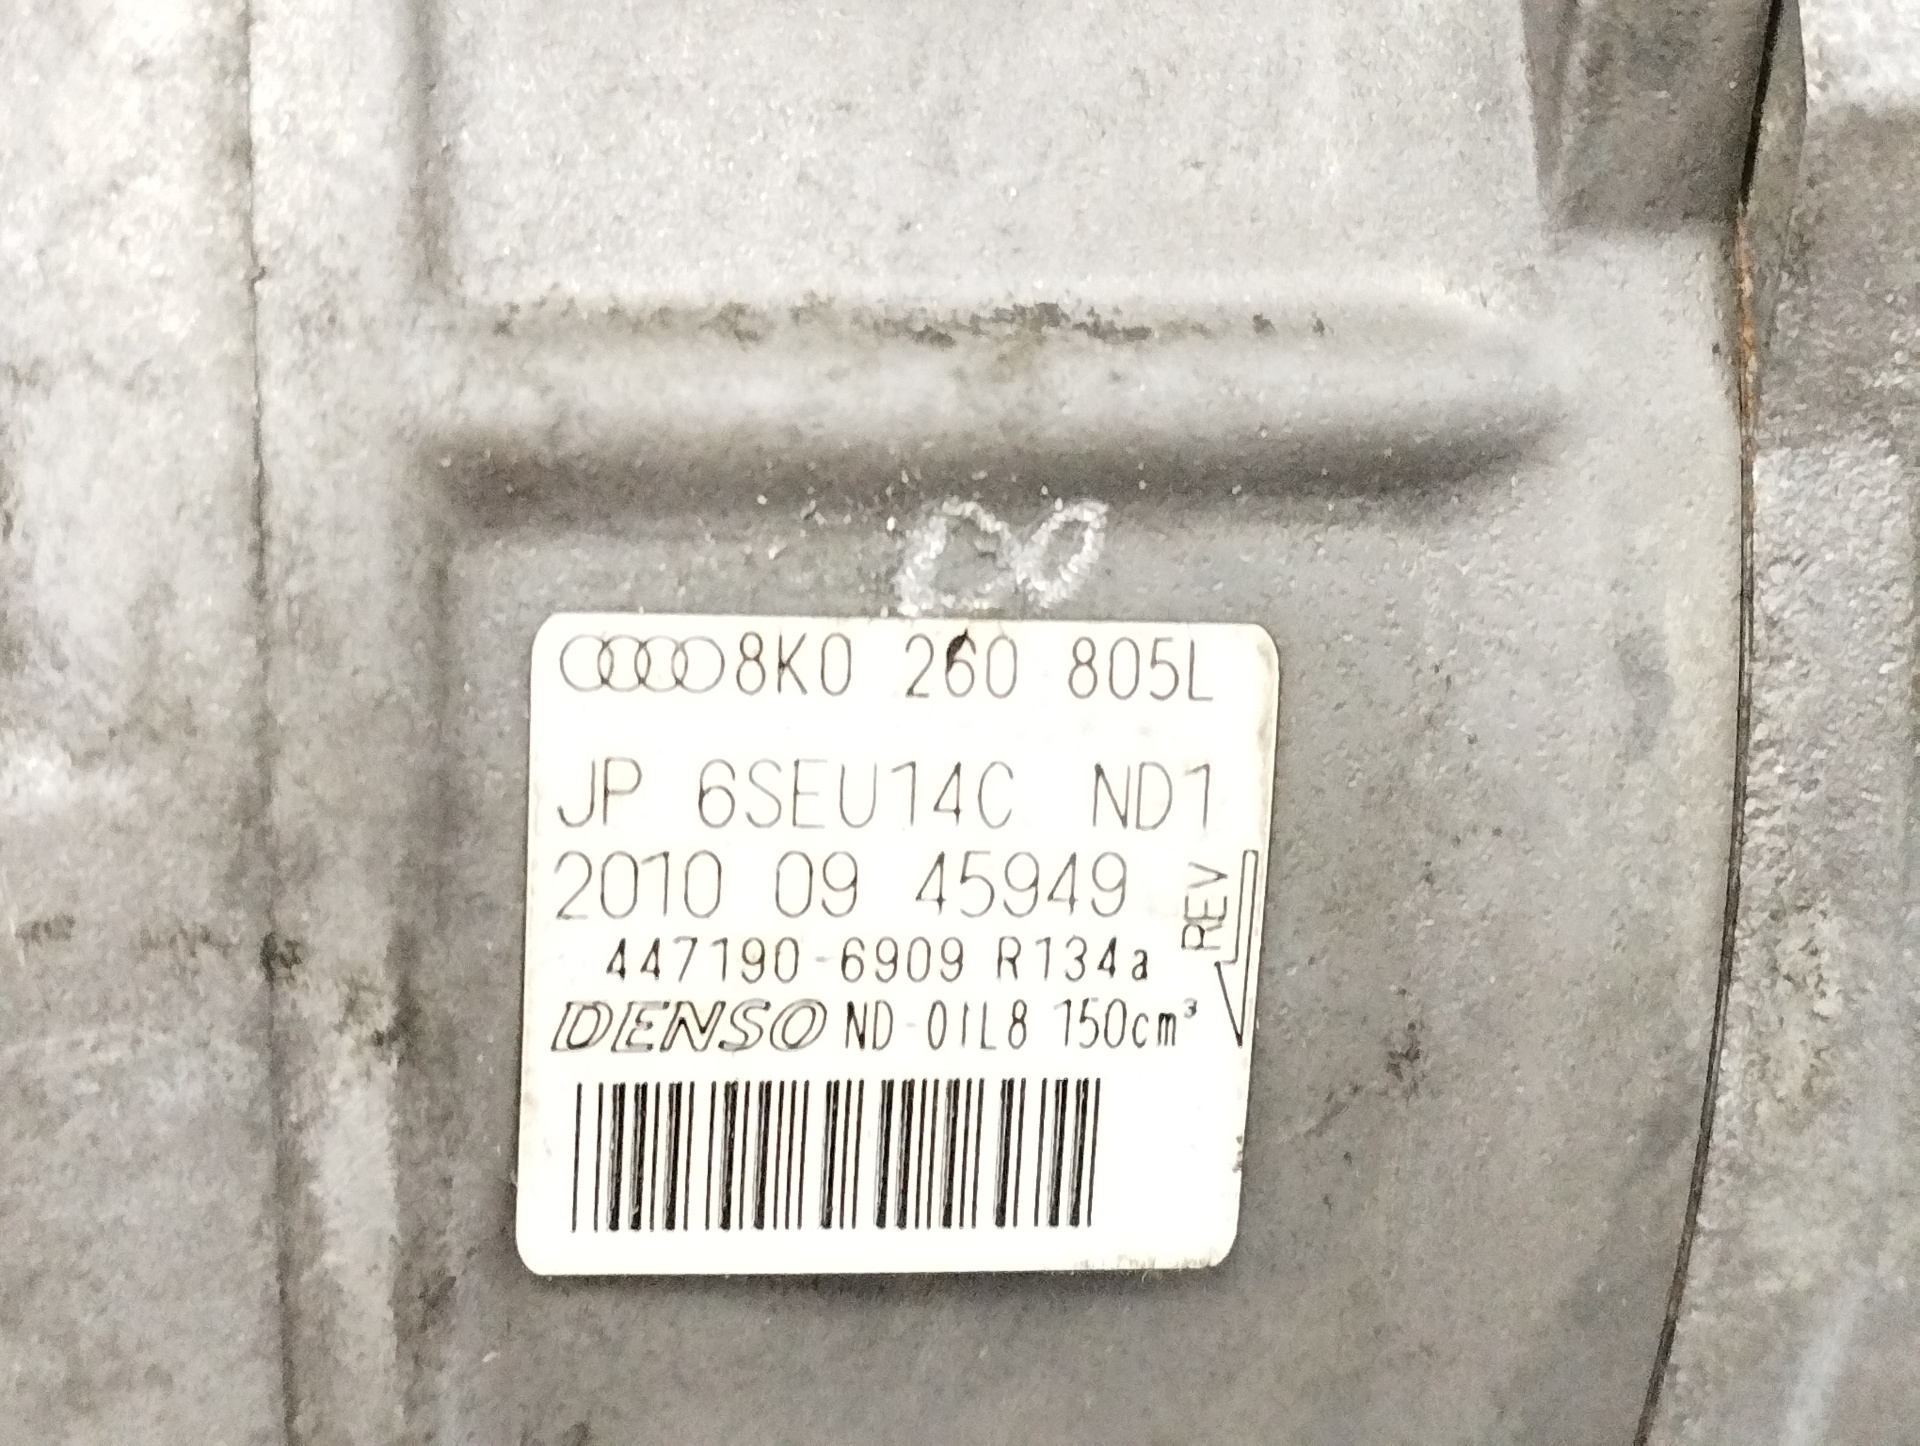 8K0 260 805L
JP 6SEU14C ND1
2010 09 45949
REV
447190-6909 R134a
DENSO ND-OIL8 150cm³